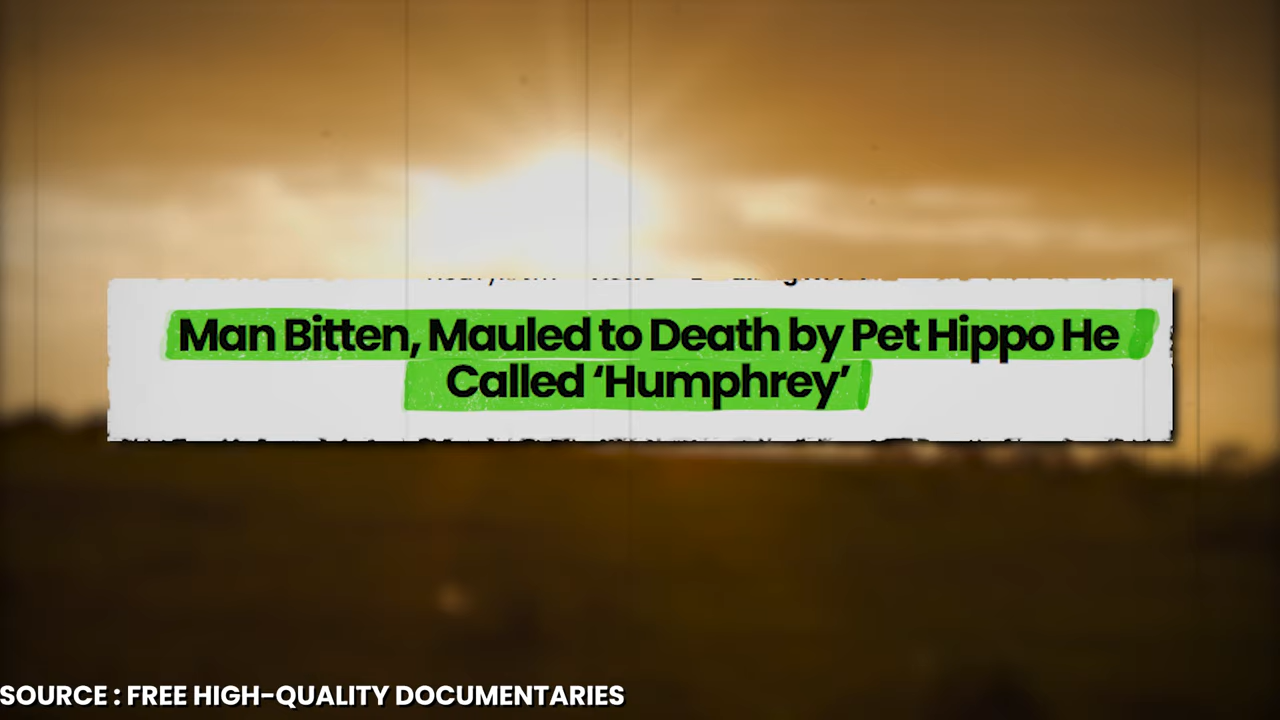 Man Bitten, Mauled to Death by Pet Hippo He
Called ‘Humphrey’
SOURCE : FREE HIGH-QUALITY DOCUMENTARIES